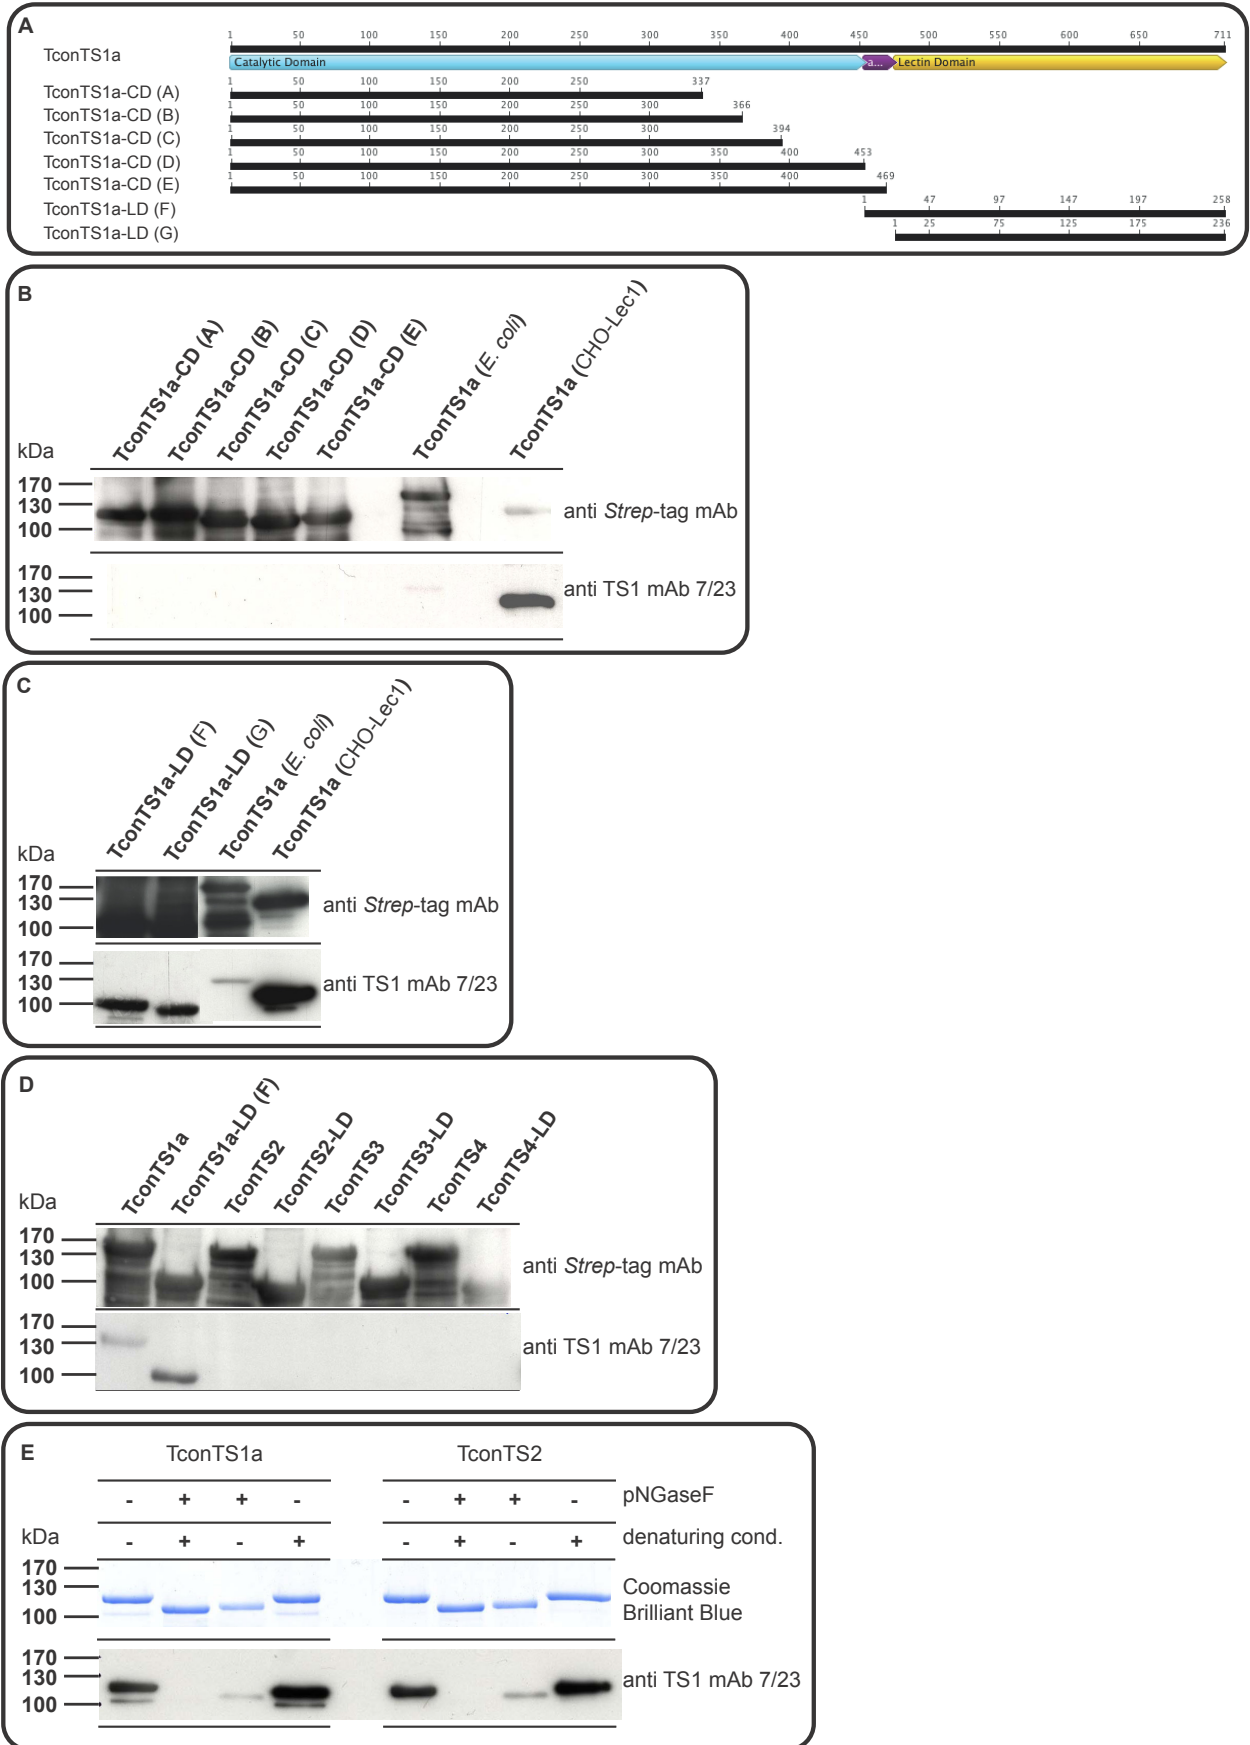 A
TconTS1a
1 50 100 150 200 250 300 350 400 450 500 550 600 650 711
Catalytic Domain a... Lectin Domain
TconTS1a-CD (A)
1 50 100 150 200 250 337
TconTS1a-CD (B)
1 50 100 150 200 250 300 366
TconTS1a-CD (C)
1 50 100 150 200 250 300 394
TconTS1a-CD (D)
1 50 100 150 200 250 300 350 400 453
TconTS1a-CD (E)
1 50 100 150 200 250 300 350 400 469
TconTS1a-LD (F)
1 47 97 147 197 258
TconTS1a-LD (G)
1 25 75 125 175 236
B
TconTS1a-CD (A)
TconTS1a-CD (B)
TconTS1a-CD (C)
TconTS1a-CD (D)
TconTS1a-CD (E)
TconTS1a (E. coli)
TconTS1a (CHO-Lec1)
kDa
170
130
100
anti Strep-tag mAb
170
130
100
anti TS1 mAb 7/23
C
TconTS1a-LD (F)
TconTS1a-LD (G)
TconTS1a (E. coli)
TconTS1a (CHO-Lec1)
kDa
170
130
100
anti Strep-tag mAb
170
130
100
anti TS1 mAb 7/23
D
TconTS1a
TconTS1a-LD (F)
TconTS2
TconTS2-LD
TconTS3
TconTS3-LD
TconTS4
TconTS4-LD
kDa
170
130
100
anti Strep-tag mAb
170
130
100
anti TS1 mAb 7/23
E
TconTS1a TconTS2
- + + - - + + - pNGaseF
kDa
- + - + - + - + denaturing cond.
170
130
100
Coomassie
Brilliant Blue
170
130
100
anti TS1 mAb 7/23